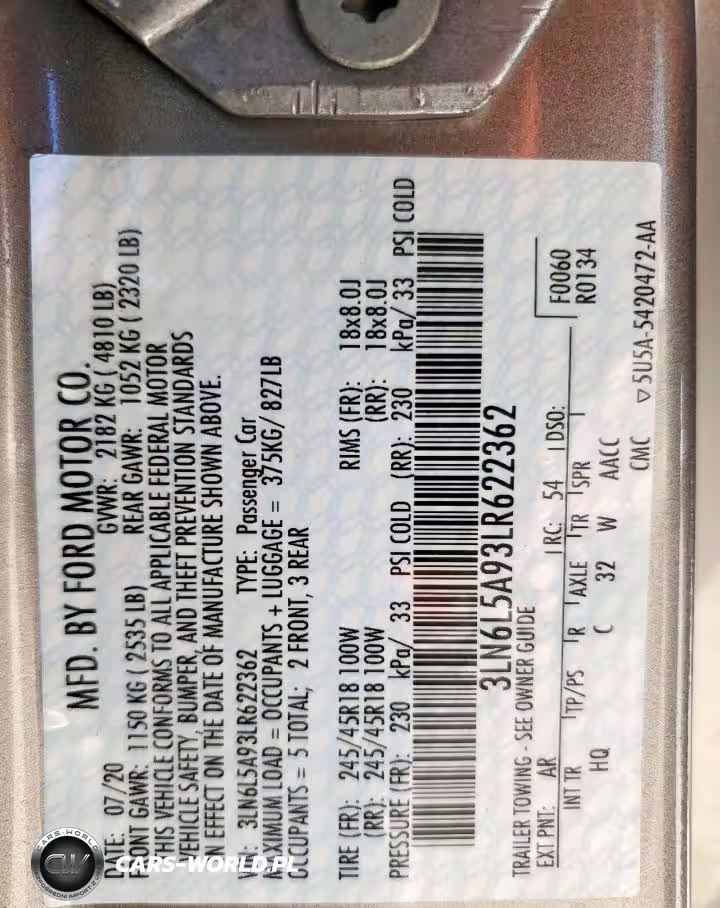 MFD. BY FORD MOTOR CO.
DATE: 07/20 GVWR: 2182 KG ( 4810 LB)
FRONT GAWR: 1150 KG ( 2535 LB) REAR GAWR: 1052 KG ( 2320 LB)
THIS VEHICLE CONFORMS TO ALL APPLICABLE FEDERAL MOTOR
VEHICLE SAFETY, BUMPER, AND THEFT PREVENTION STANDARDS
IN EFFECT ON THE DATE OF MANUFACTURE SHOWN ABOVE.
VIN: 3LN6L5A93LR622362 TYPE: Passenger Car
MAXIMUM LOAD = OCCUPANTS + LUGGAGE = 375KG/ 827LB
OCCUPANTS = 5 TOTAL; 2 FRONT, 3 REAR
TIRE (FR): 245/45R18 100W RIMS (FR): 18x8.0J
(RR): 245/45R18 100W (RR): 18x8.0J
PRESSURE (FR): 230 kPa/ 33 PSI COLD (RR): 230 kPa/ 33 PSI COLD
3LN6L5A93LR622362
TRAILER TOWING - SEE OWNER GUIDE
F0060
R0134
EXT PNT: AR RC: 54 DSO:
INT TR TP/PS R AXLE TR SPR
HQ C 32 W AACC
CMC ▽ 5U5A-5420472-AA
CARS-WORLD
CW
CARS-WORLD.PL